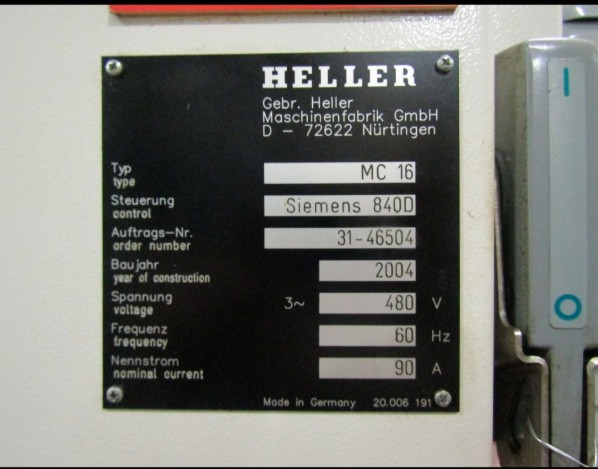 HELLER
Gebr. Heller
Maschinenfabrik GmbH
D – 72622 Nürtingen
Typ
type
MC 16
Steuerung
control
Siemens 840D
Auftrags-Nr.
order number
31-46504
Baujahr
year of construction
2004
Spannung
voltage
3~ 480 V
Frequenz
frequency
60 Hz
Nennstrom
nominal current
90 A
Made in Germany 20.006 191
I
O